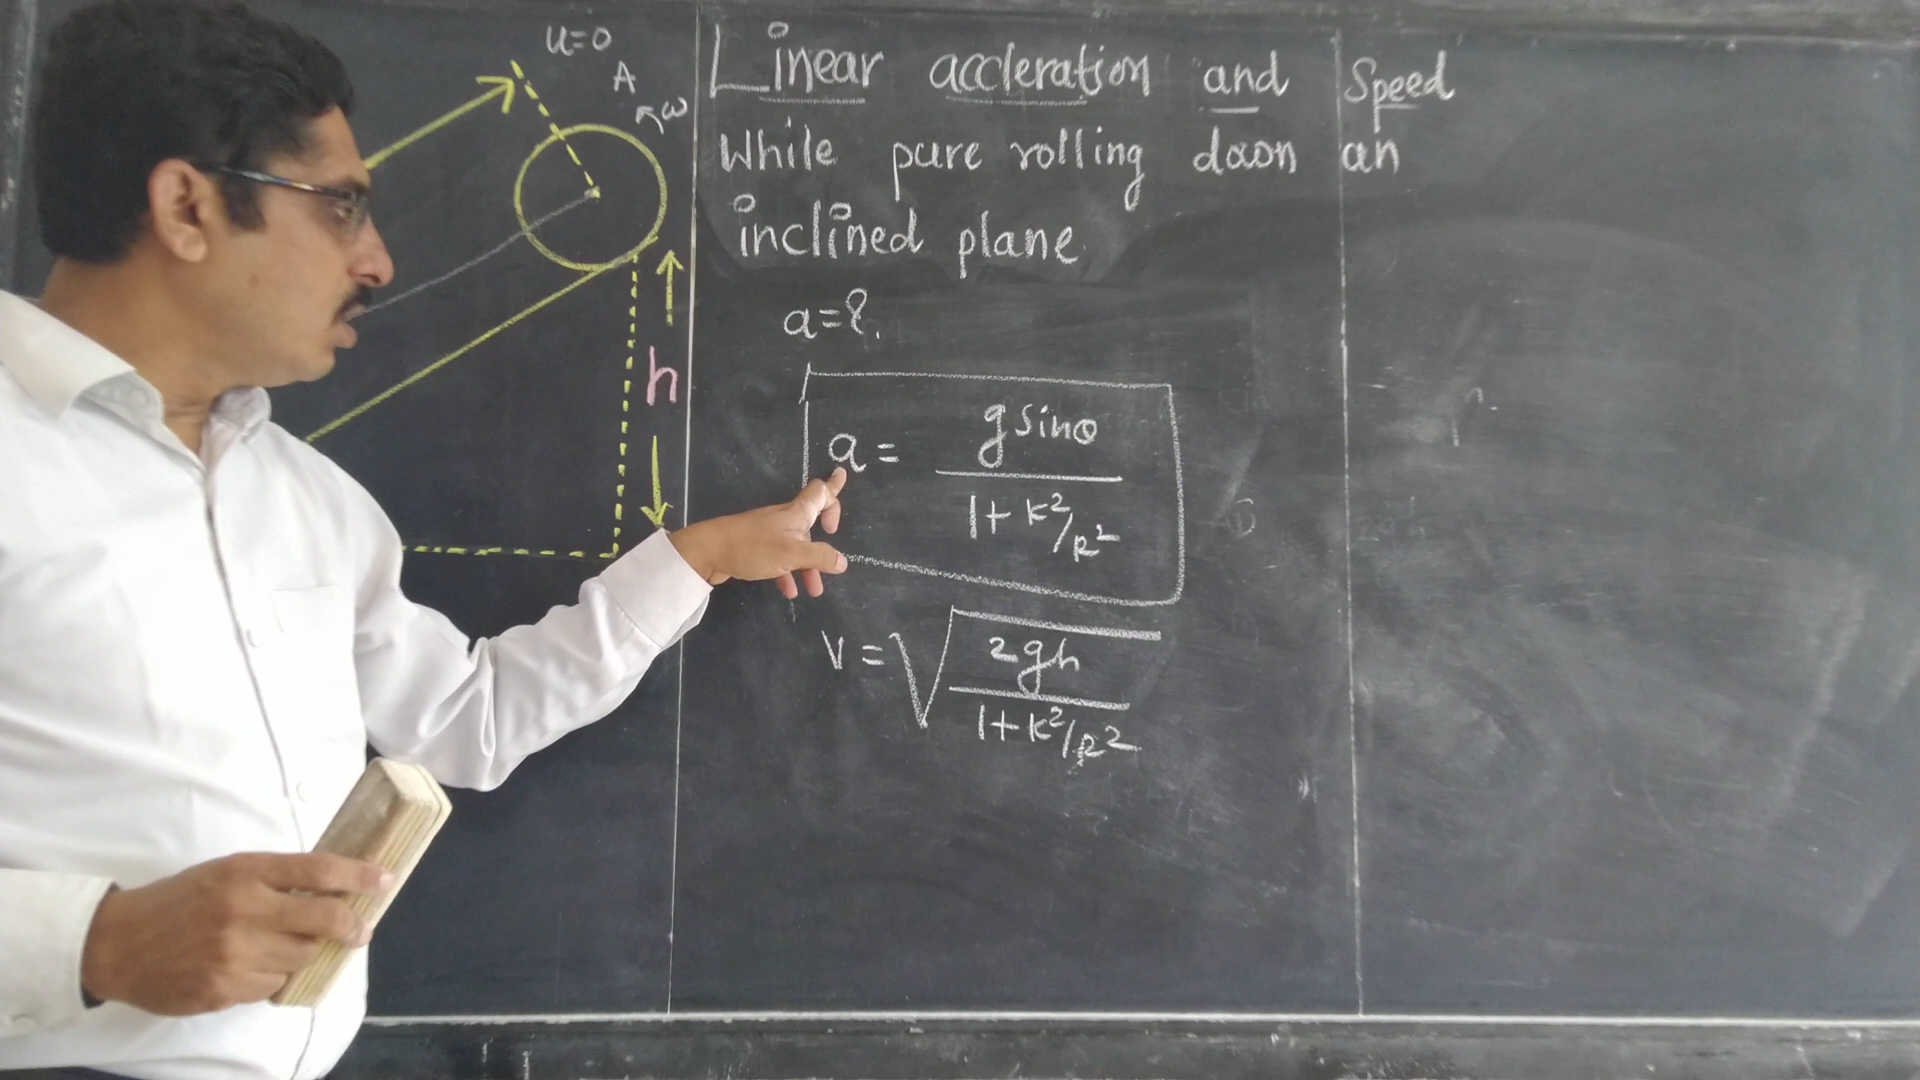 u=0
A
ω
h
Linear accleration and Speed
While pure rolling down an
inclined plane
a=?.
a = g sinθ / 1+ K²/R²
V = √ 2gh / 1+K²/R²